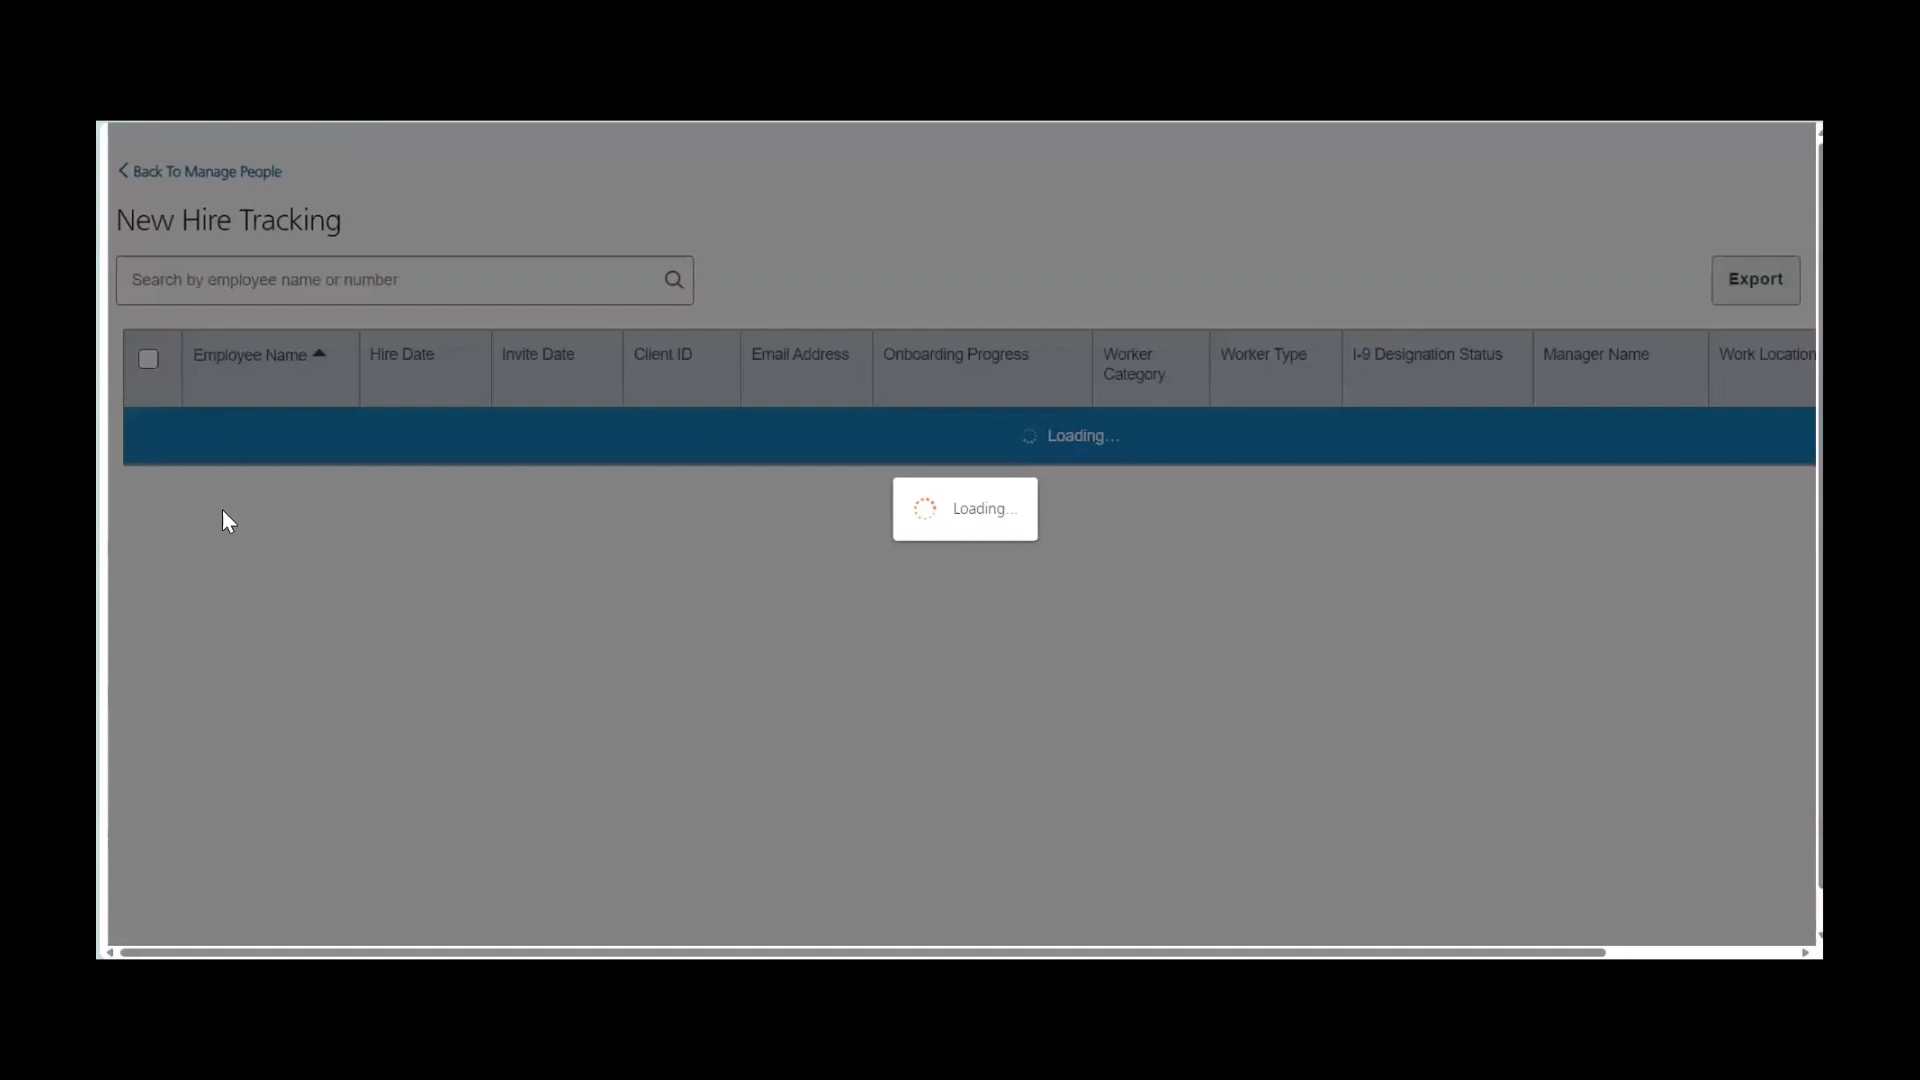 Back To Manage People
New Hire Tracking
Search by employee name or number
Export
Employee Name
Hire Date
Invite Date
Client ID
Email Address
Onboarding Progress
Worker
Category
Worker Type
I-9 Designation Status
Manager Name
Work Location
Loading...
Loading...